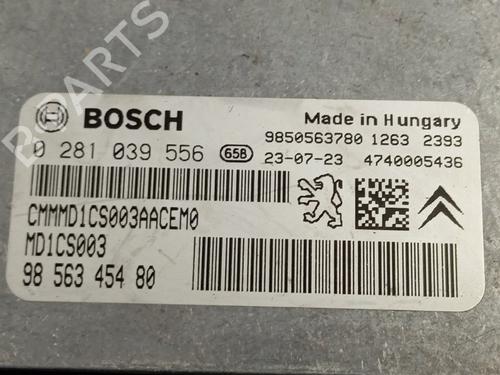 BOSCH
Made in Hungary
9850563780 1263 2393
0 281 039 556 658 23-07-23 4740005436
CMMMD1CS003AACEM0
MD1CS003
98 563 454 80
B PARTS